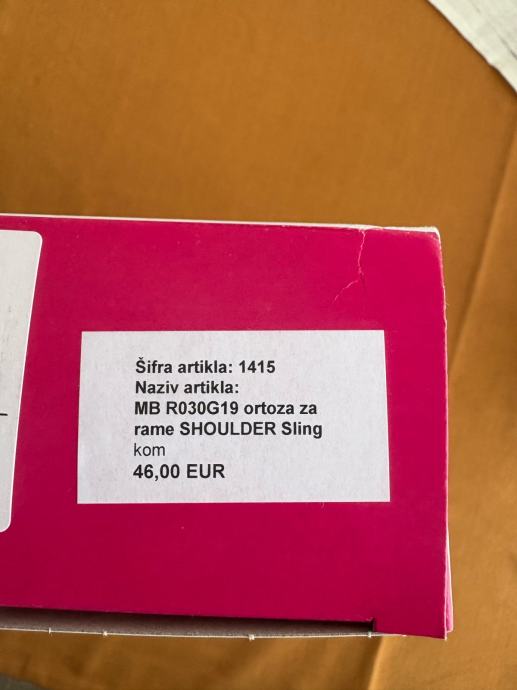 Šifra artikla: 1415
Naziv artikla:
MB R030G19 ortoza za
rame SHOULDER Sling
kom
46,00 EUR